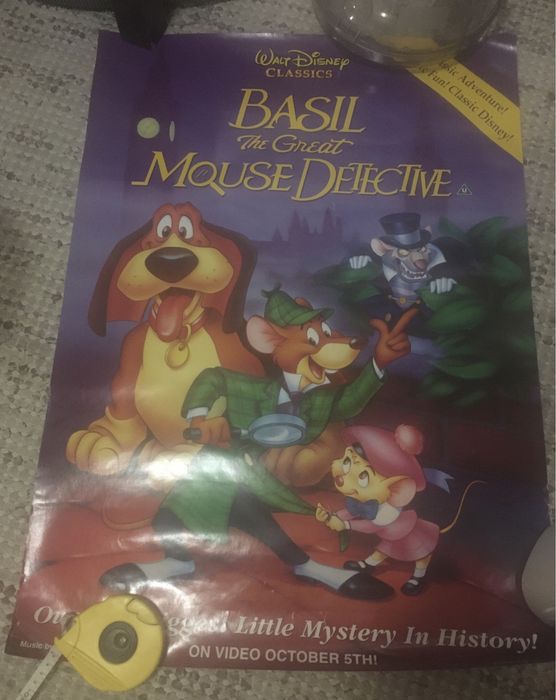 WALT DISNEY
CLASSICS
Adventure!
Fun! Classic Disney!
BASIL
The Great
MOUSE DETECTIVE
U
Little Mystery In History!
Music
ON VIDEO OCTOBER 5TH!